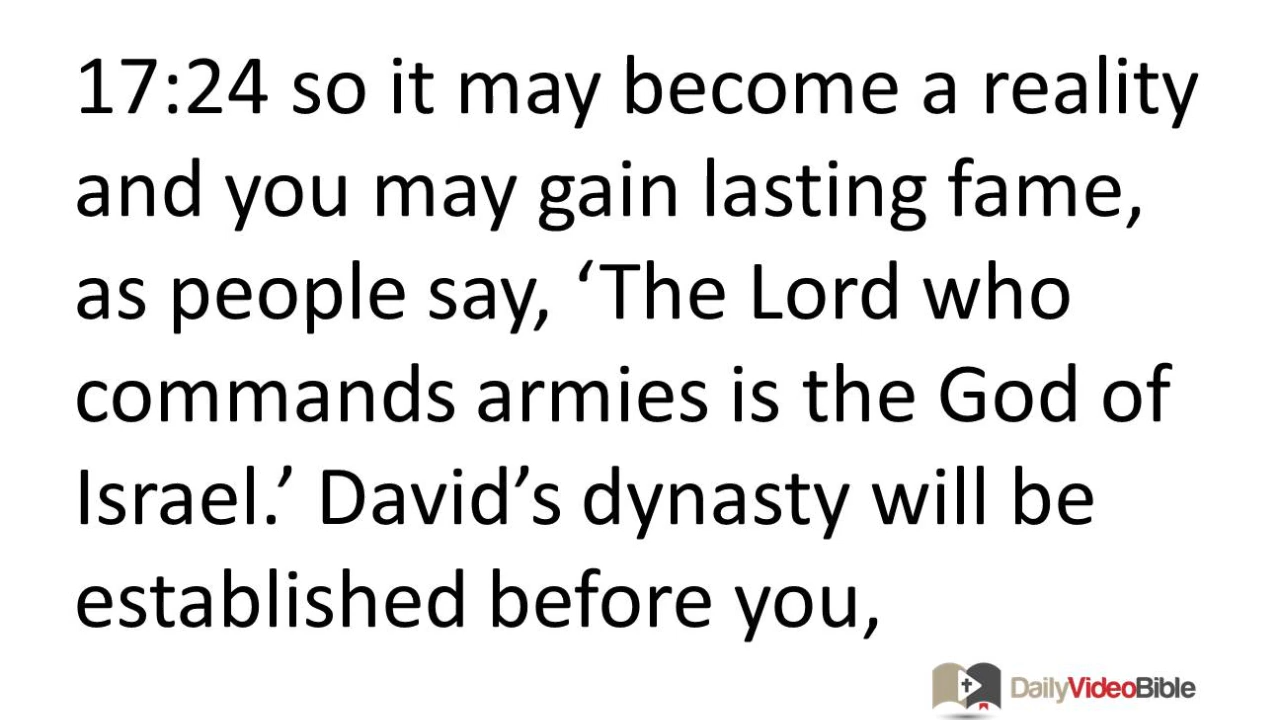 17:24 so it may become a reality
and you may gain lasting fame,
as people say, ‘The Lord who
commands armies is the God of
Israel.’ David’s dynasty will be
established before you,
DailyVideoBible